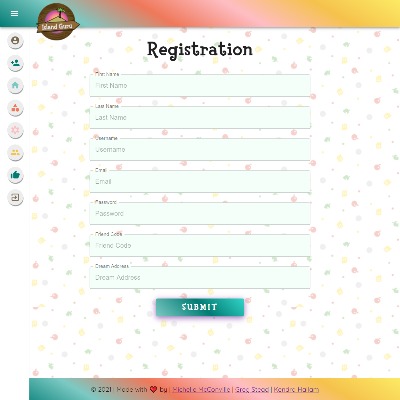 Island Guru
Registration
First Name
First Name
Last Name
Last Name
Username
Username
Email
Email
Password
Password
Friend Code
Friend Code
Dream Address
Dream Address
SUBMIT
© 2021 | Made with ❤ by | Michelle McConville | Greg Stead | Kendra Hallam